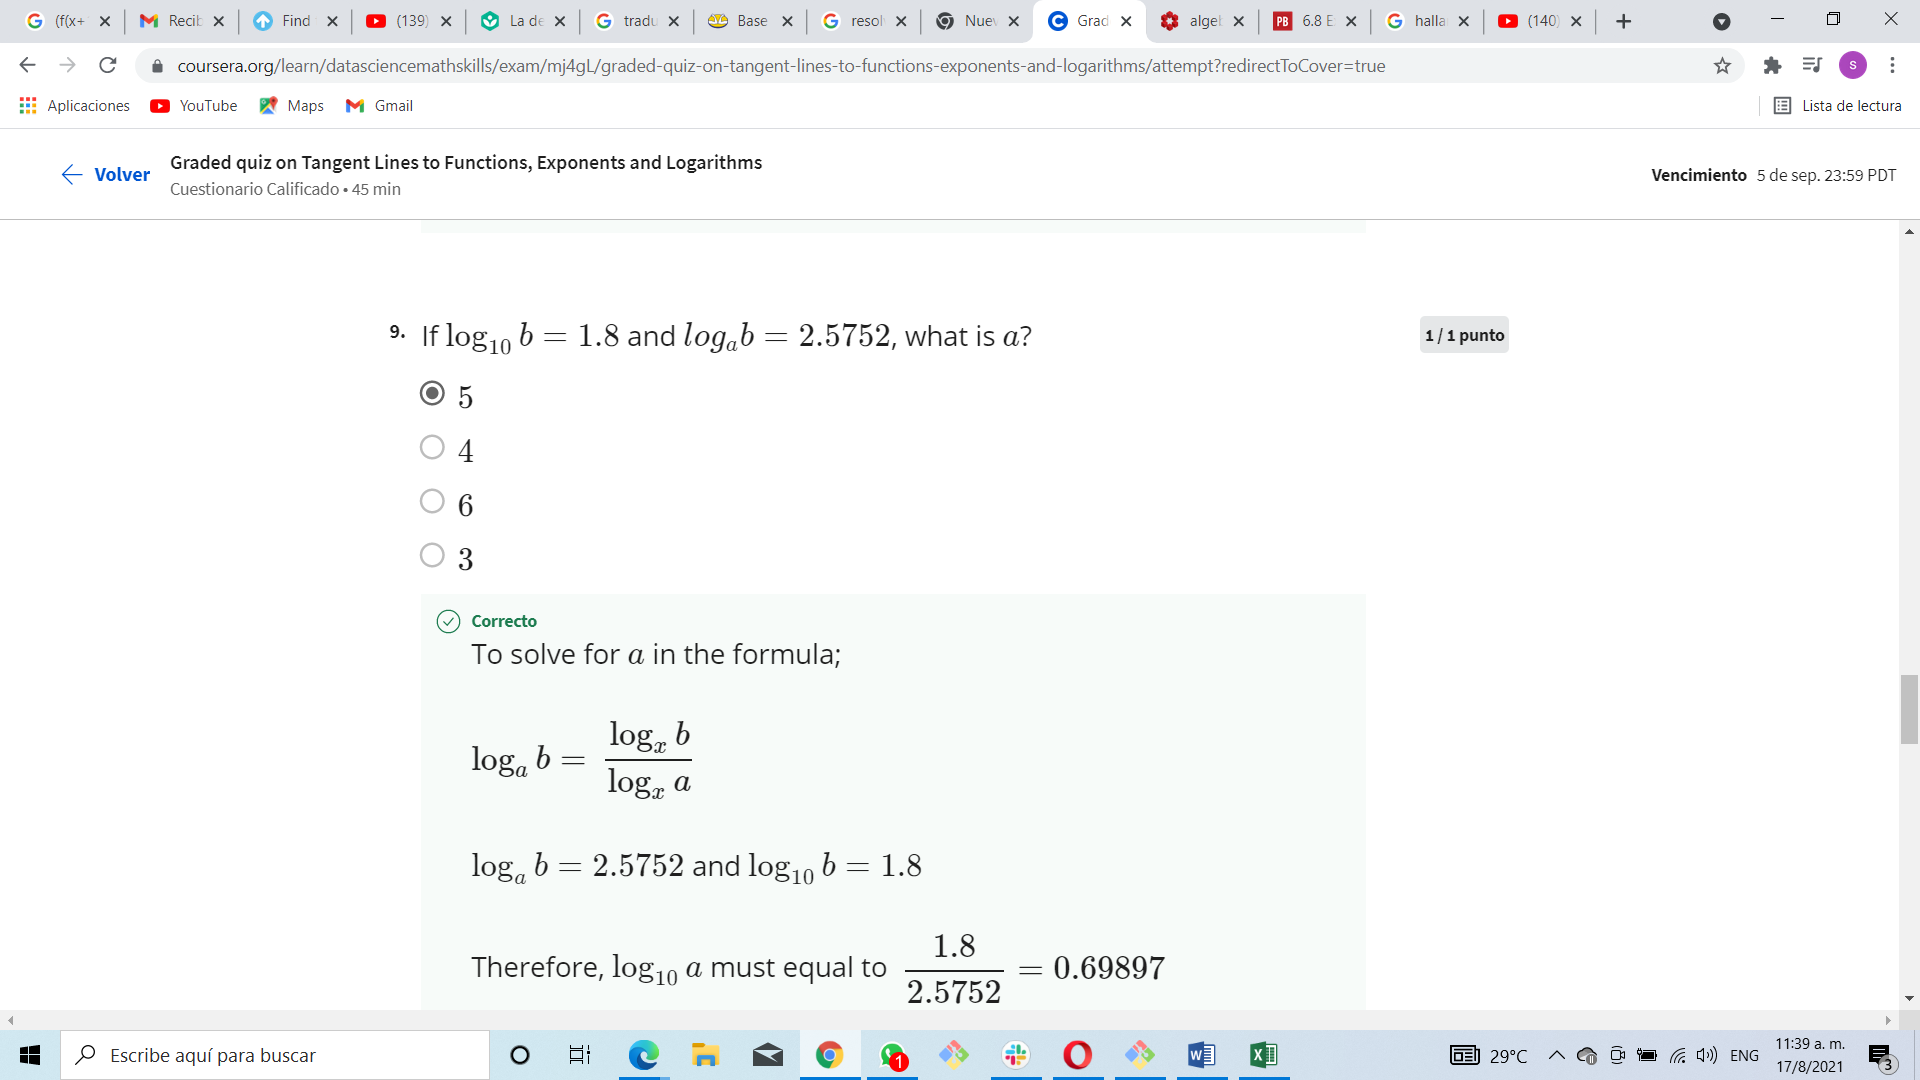 (f(x+ Recib Find (139) La de tradu Base resol Nuev Grad algeb 6.8 E halla (140)
coursera.org/learn/datasciencemathskills/exam/mj4gL/graded-quiz-on-tangent-lines-to-functions-exponents-and-logarithms/attempt?redirectToCover=true
Aplicaciones YouTube Maps Gmail Lista de lectura
Volver
Graded quiz on Tangent Lines to Functions, Exponents and Logarithms
Cuestionario Calificado • 45 min
Vencimiento 5 de sep. 23:59 PDT
9. If log₁₀ b = 1.8 and logₐb = 2.5752, what is a?
1 / 1 punto
5
4
6
3
Correcto
To solve for a in the formula;
logₐ b = logₓ b / logₓ a
logₐ b = 2.5752 and log₁₀ b = 1.8
Therefore, log₁₀ a must equal to 1.8 / 2.5752 = 0.69897
Escribe aquí para buscar
1
29°C
ENG
11:39 a. m.
17/8/2021
3